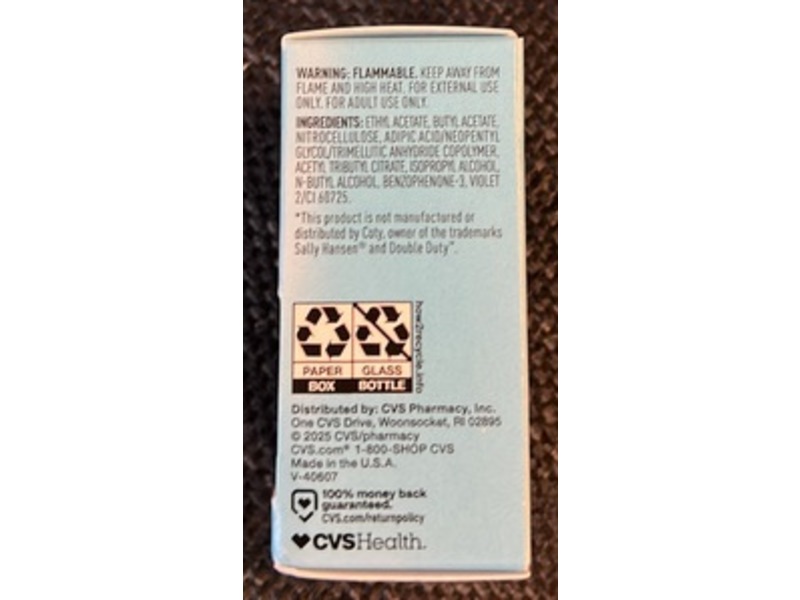 WARNING: FLAMMABLE. KEEP AWAY FROM
FLAME AND HIGH HEAT. FOR EXTERNAL USE
ONLY. FOR ADULT USE ONLY.
INGREDIENTS: ETHYL ACETATE, BUTYL ACETATE,
NITROCELLULOSE, ADIPIC ACID/NEOPENTYL
GLYCOL/TRIMELLITIC ANHYDRIDE COPOLYMER,
ACETYL TRIBUTYL CITRATE, ISOPROPYL ALCOHOL,
N-BUTYL ALCOHOL, BENZOPHENONE-3, VIOLET
2/CI 60725.
*This product is not manufactured or
distributed by Coty, owner of the trademarks
Sally Hansen® and Double Duty™.
PAPER
BOX
GLASS
BOTTLE
how2recycle.info
Distributed by: CVS Pharmacy, Inc.
One CVS Drive, Woonsocket, RI 02895
© 2025 CVS/pharmacy
CVS.com® 1-800-SHOP CVS
Made in the U.S.A.
V-40607
100% money back
guaranteed.
CVS.com/returnpolicy
CVSHealth.